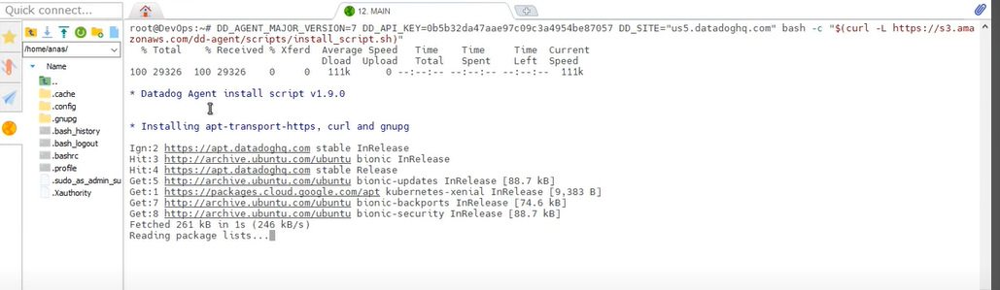 Quick connect...
12. MAIN
/home/anas/
Name
..
.cache
.config
.gnupg
.bash_history
.bash_logout
.bashrc
.profile
.sudo_as_admin_su
.Xauthority
root@DevOps:~# DD_AGENT_MAJOR_VERSION=7 DD_API_KEY=0b5b32da47aae97c09c3a4954be87057 DD_SITE="us5.datadoghq.com" bash -c "$(curl -L https://s3.ama
zonaws.com/dd-agent/scripts/install_script.sh)"
% Total % Received % Xferd Average Speed Time Time Time Current
Dload Upload Total Spent Left Speed
100 29326 100 29326 0 0 111k 0 --:--:-- --:--:-- --:--:-- 111k
* Datadog Agent install script v1.9.0
* Installing apt-transport-https, curl and gnupg
Ign:2 https://apt.datadoghq.com stable InRelease
Hit:3 http://archive.ubuntu.com/ubuntu bionic InRelease
Hit:4 https://apt.datadoghq.com stable Release
Get:5 http://archive.ubuntu.com/ubuntu bionic-updates InRelease [88.7 kB]
Get:1 https://packages.cloud.google.com/apt kubernetes-xenial InRelease [9,383 B]
Get:7 http://archive.ubuntu.com/ubuntu bionic-backports InRelease [74.6 kB]
Get:8 http://archive.ubuntu.com/ubuntu bionic-security InRelease [88.7 kB]
Fetched 261 kB in 1s (246 kB/s)
Reading package lists...